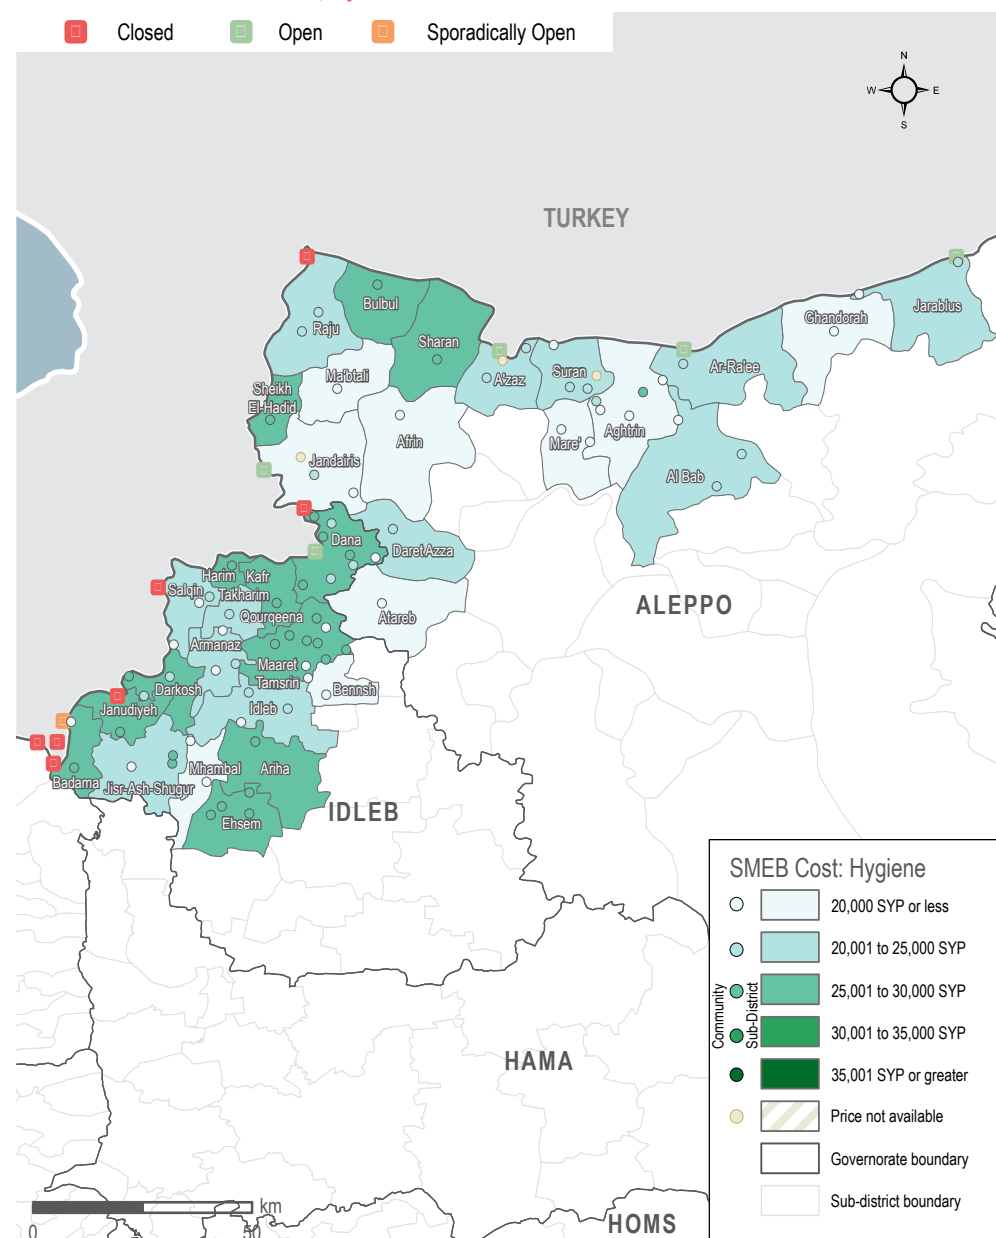 Closed
Open
Sporadically Open
N
W
E
S
TURKEY
Bulbul
Raju
Sharan
Ma'btali
Sheikh
El-Hadid
A'zaz
Suran
Ar-Ra'ee
Ghandorah
Jarablus
Afrin
Mare'
Aghtrin
Jandairis
Al Bab
Dana
Daret Azza
Harim
Kafr
Takharim
Salqin
Qourqeena
Atareb
ALEPPO
Armanaz
Maaret
Tamsrin
Bennsh
Darkosh
Janudiyeh
Idleb
Badama
Jisr-Ash-Shugur
Mhambal
Ariha
Ehsem
IDLEB
HAMA
HOMS
SMEB Cost: Hygiene
20,000 SYP or less
20,001 to 25,000 SYP
25,001 to 30,000 SYP
30,001 to 35,000 SYP
35,001 SYP or greater
Price not available
Governorate boundary
Sub-district boundary
Community
Sub-District
km
0
50